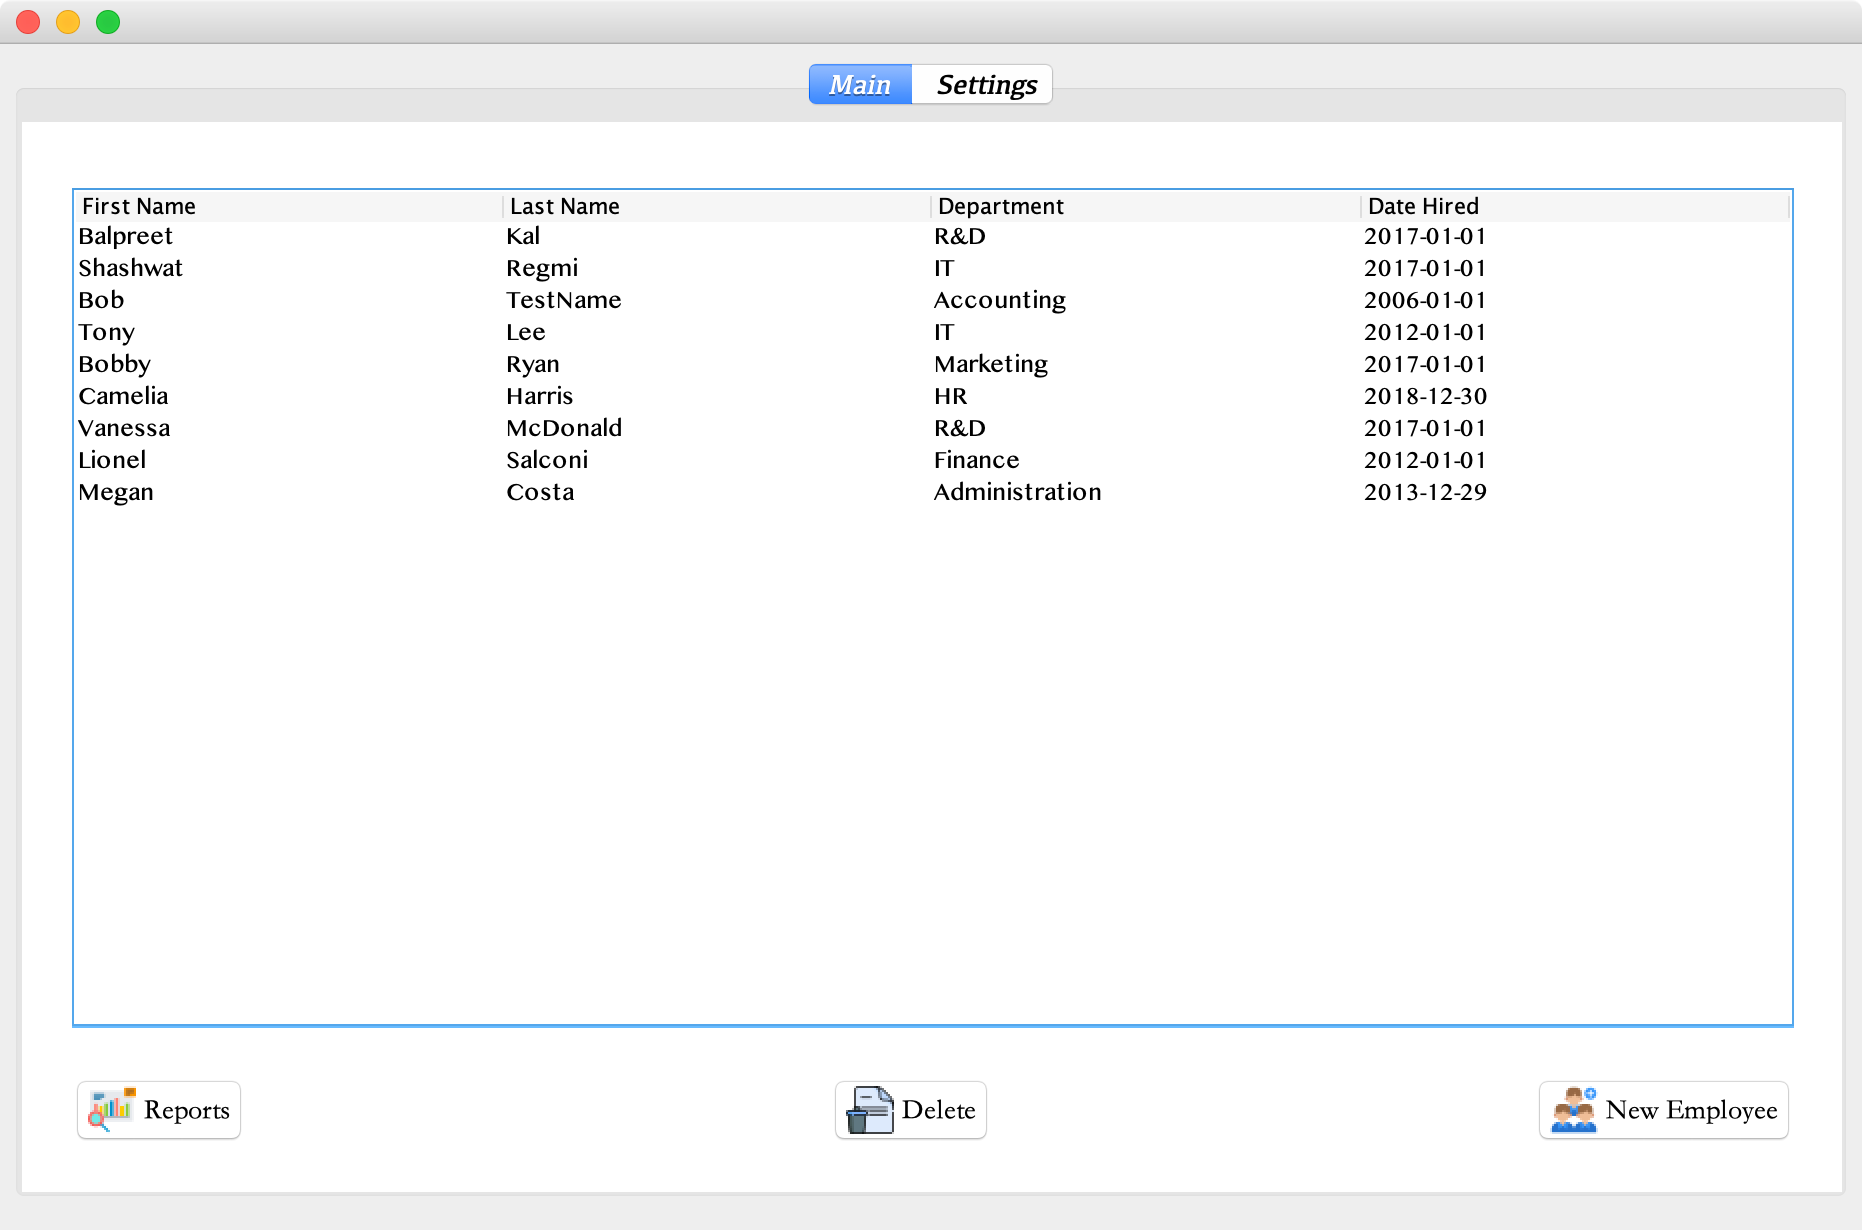 Main Settings
First Name Last Name Department Date Hired
Balpreet Kal R&D 2017-01-01
Shashwat Regmi IT 2017-01-01
Bob TestName Accounting 2006-01-01
Tony Lee IT 2012-01-01
Bobby Ryan Marketing 2017-01-01
Camelia Harris HR 2018-12-30
Vanessa McDonald R&D 2017-01-01
Lionel Salconi Finance 2012-01-01
Megan Costa Administration 2013-12-29
Reports Delete New Employee